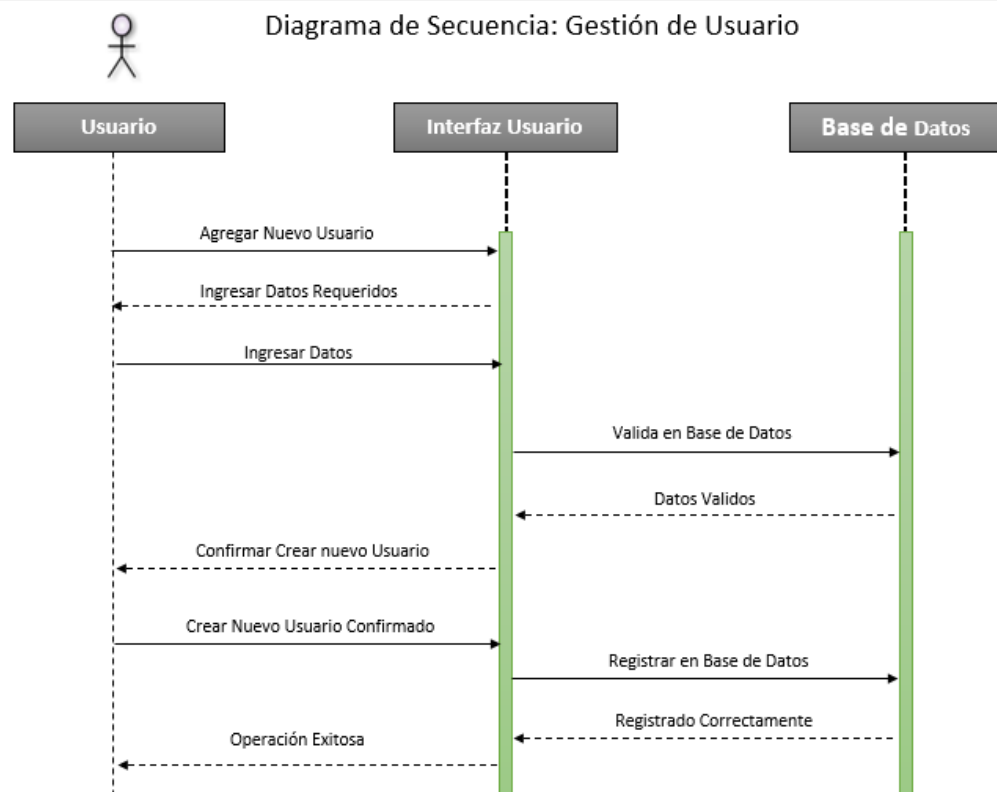 Diagrama de Secuencia: Gestión de Usuario
Usuario
Interfaz Usuario
Base de Datos
Agregar Nuevo Usuario
Ingresar Datos Requeridos
Ingresar Datos
Valida en Base de Datos
Datos Validos
Confirmar Crear nuevo Usuario
Crear Nuevo Usuario Confirmado
Registrar en Base de Datos
Registrado Correctamente
Operación Exitosa